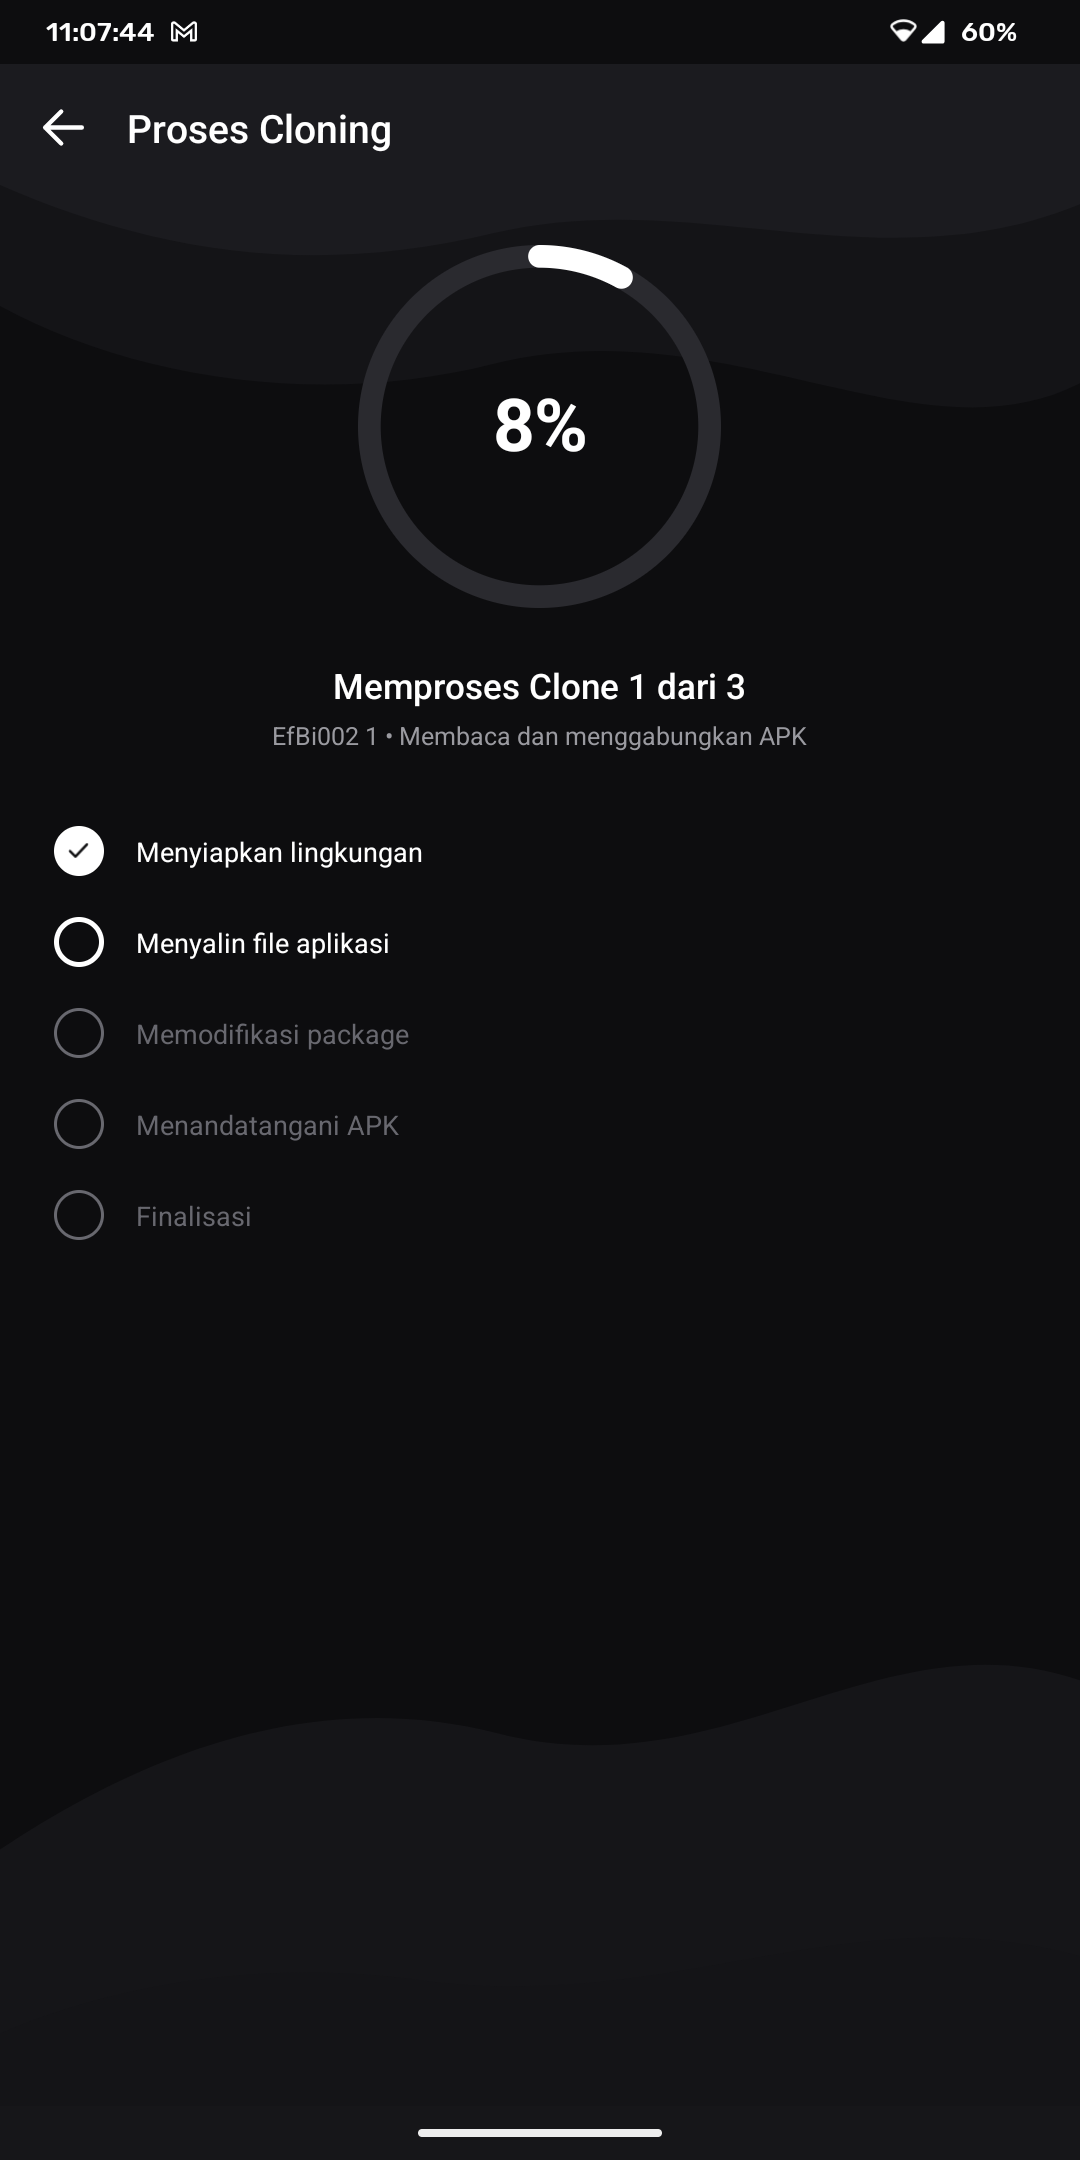 11:07:44
60%
Proses Cloning
8%
Memproses Clone 1 dari 3
EfBi002 1 • Membaca dan menggabungkan APK
Menyiapkan lingkungan
Menyalin file aplikasi
Memodifikasi package
Menandatangani APK
Finalisasi